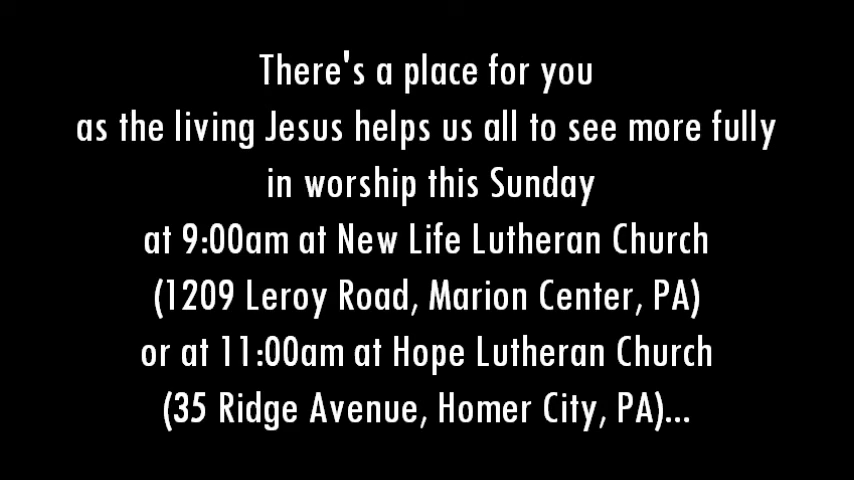 There's a place for you
as the living Jesus helps us all to see more fully
in worship this Sunday
at 9:00am at New Life Lutheran Church
(1209 Leroy Road, Marion Center, PA)
or at 11:00am at Hope Lutheran Church
(35 Ridge Avenue, Homer City, PA)...